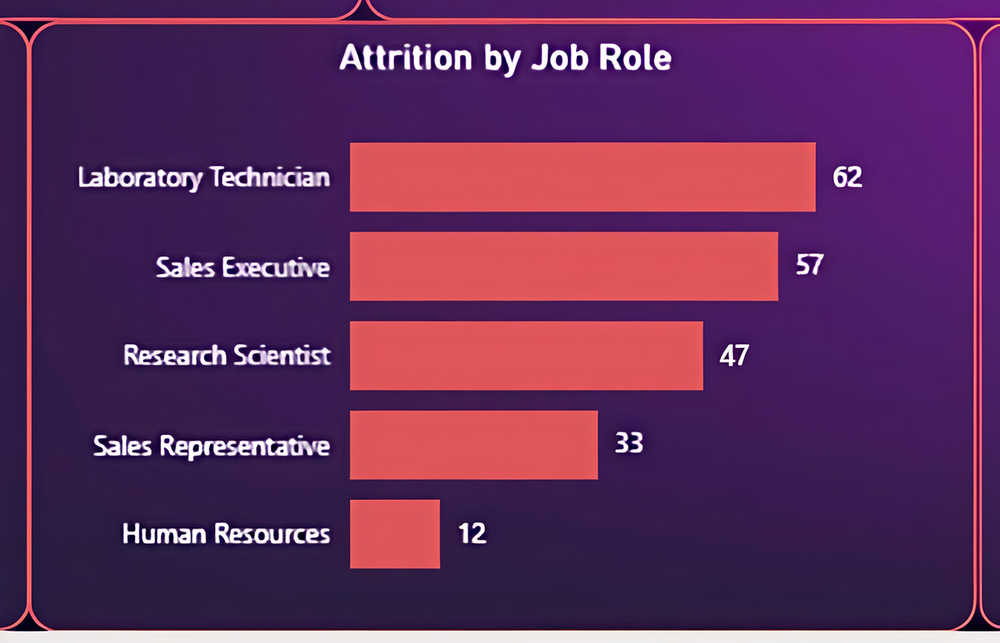 Attrition by Job Role
Laboratory Technician 62
Sales Executive 57
Research Scientist 47
Sales Representative 33
Human Resources 12